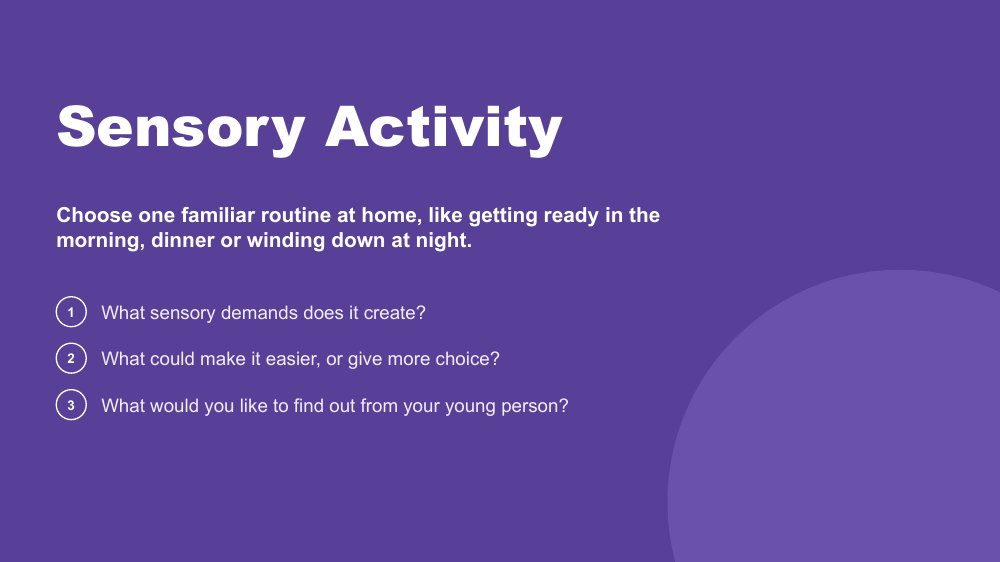 Sensory Activity
Choose one familiar routine at home, like getting ready in the
morning, dinner or winding down at night.
1 What sensory demands does it create?
2 What could make it easier, or give more choice?
3 What would you like to find out from your young person?